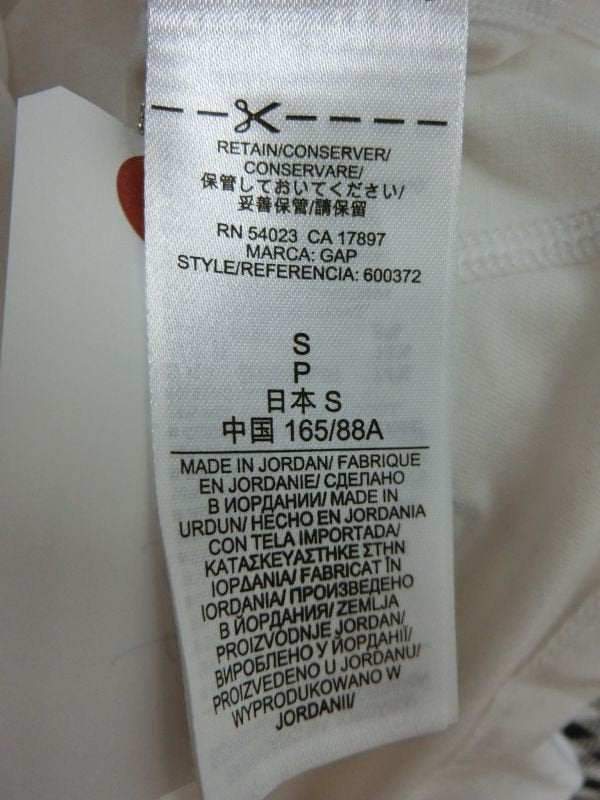 RETAIN/CONSERVER/
CONSERVARE/
保管しておいてください/
妥善保管/請保留
RN 54023 CA 17897
MARCA: GAP
STYLE/REFERENCIA: 600372
S
P
日本 S
中国 165/88A
MADE IN JORDAN/ FABRIQUE
EN JORDANIE/ СДЕЛАНО
В ИОРДАНИИ/ MADE IN
URDUN/ HECHO EN JORDANIA
CON TELA IMPORTADA/
ΚΑΤΑΣΚΕΥΑΣΤΗΚΕ ΣΤΗΝ
ΙΟΡΔΑΝΙΑ/ FABRICAT ÎN
IORDANIA/ ПРОИЗВЕДЕНО
В ЙОРДАНИЯ/ ZEMLJA
PROIZVODNJE JORDAN/
ВИРОБЛЕНО У ЙОРДАНІЇ/
PROIZVEDENO U JORDANU/
WYPRODUKOWANO W
JORDANII/